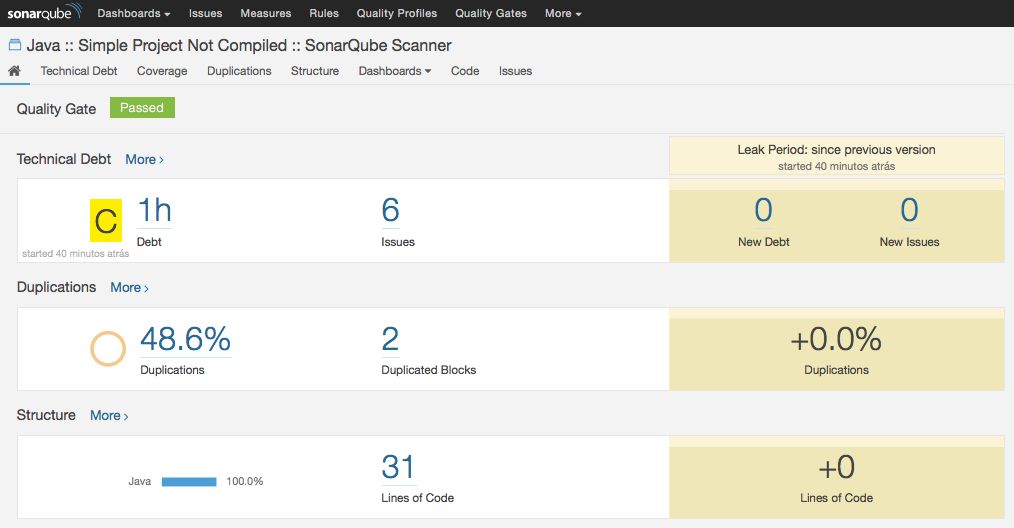 sonarqube Dashboards Issues Measures Rules Quality Profiles Quality Gates More
Java :: Simple Project Not Compiled :: SonarQube Scanner
Technical Debt Coverage Duplications Structure Dashboards Code Issues
Quality Gate Passed
Leak Period: since previous version
started 40 minutos atrás
Technical Debt More >
C 1h 6 0 0
Debt Issues New Debt New Issues
started 40 minutos atrás
Duplications More >
48.6% 2 +0.0%
Duplications Duplicated Blocks Duplications
Structure More >
31 +0
Java 100.0%
Lines of Code Lines of Code